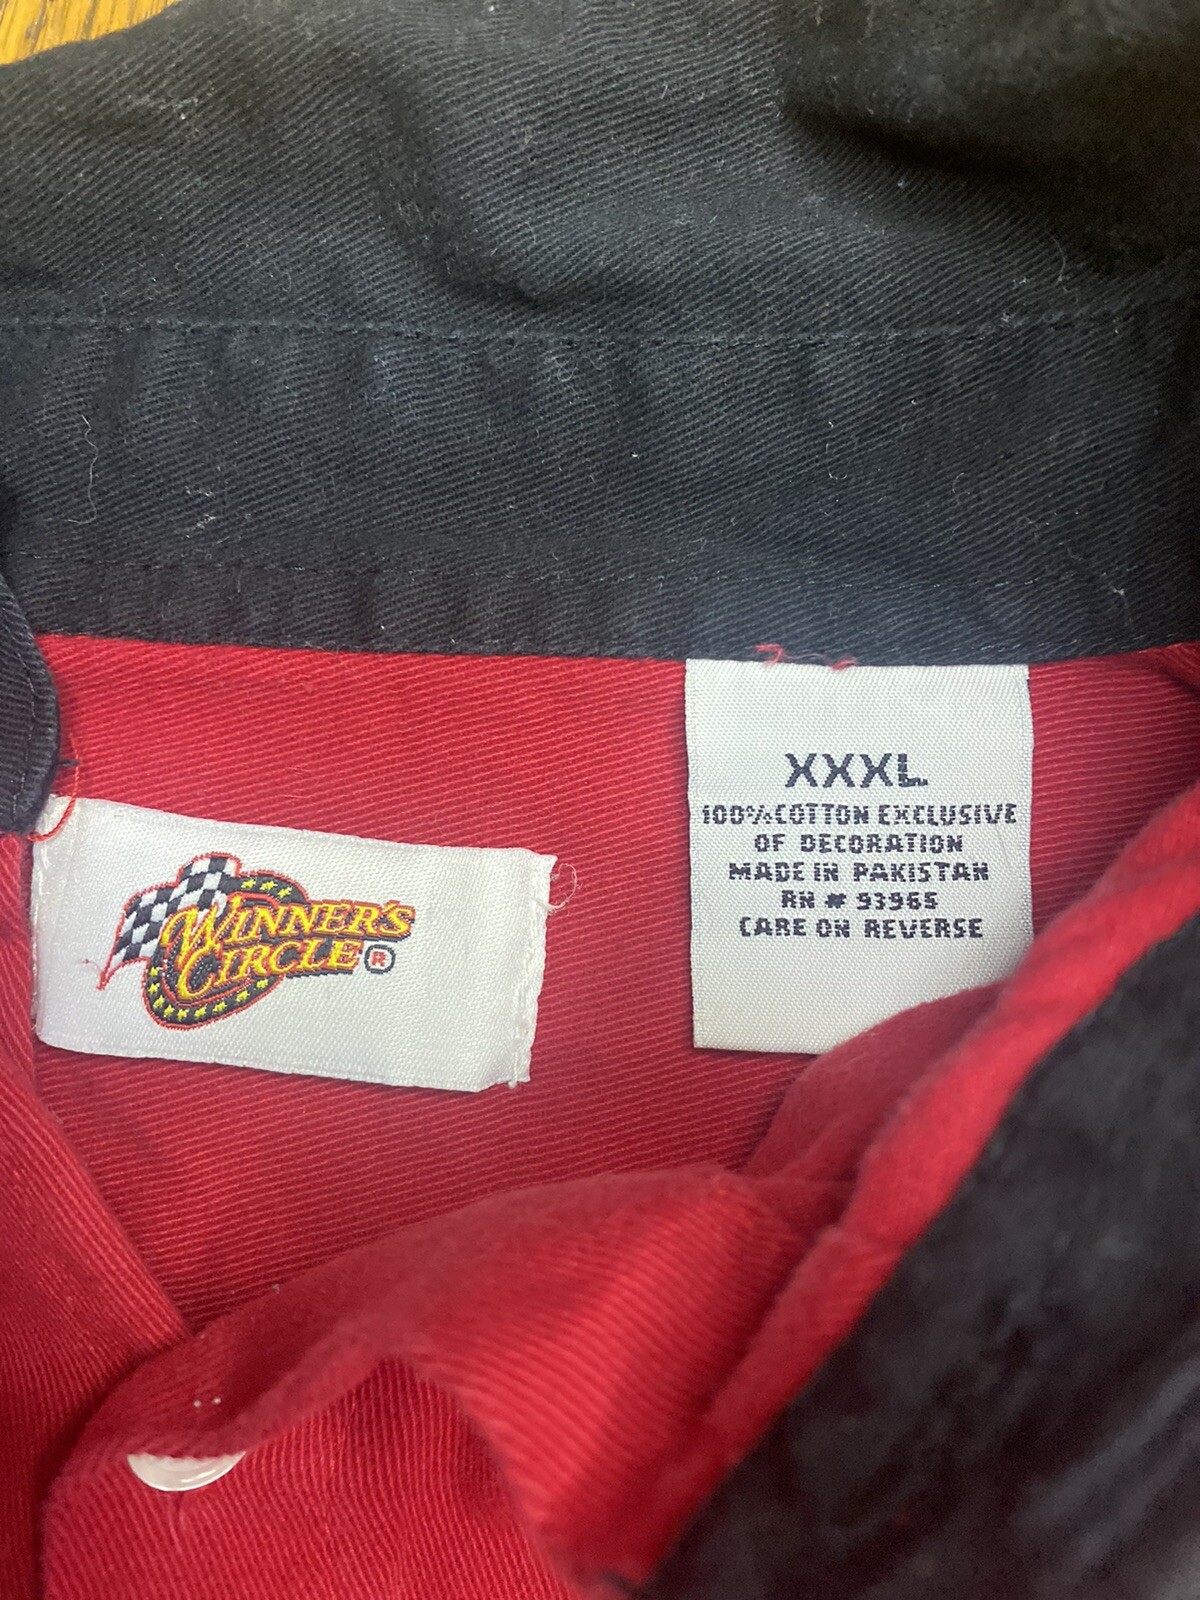 WINNER'S
CIRCLE®
XXXL
100% COTTON EXCLUSIVE
OF DECORATION
MADE IN PAKISTAN
RN # 93965
CARE ON REVERSE